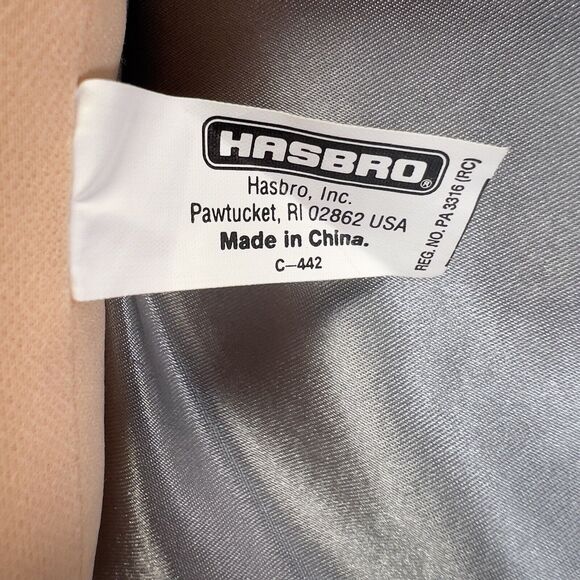 HASBRO®
Hasbro, Inc.
Pawtucket, RI 02862 USA
Made in China.
C-442
REG. NO. PA 3316 (RC)